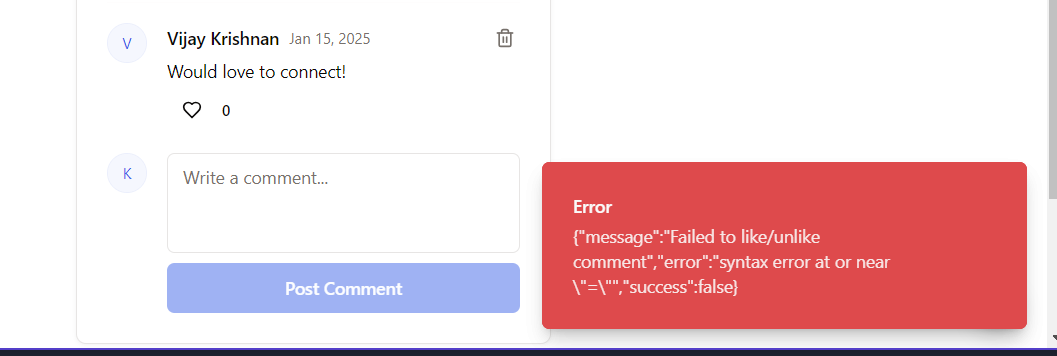 V
Vijay Krishnan Jan 15, 2025
Would love to connect!
0
K
Write a comment...
Post Comment
Error
{"message":"Failed to like/unlike
comment","error":"syntax error at or near
\"=\"","success":false}